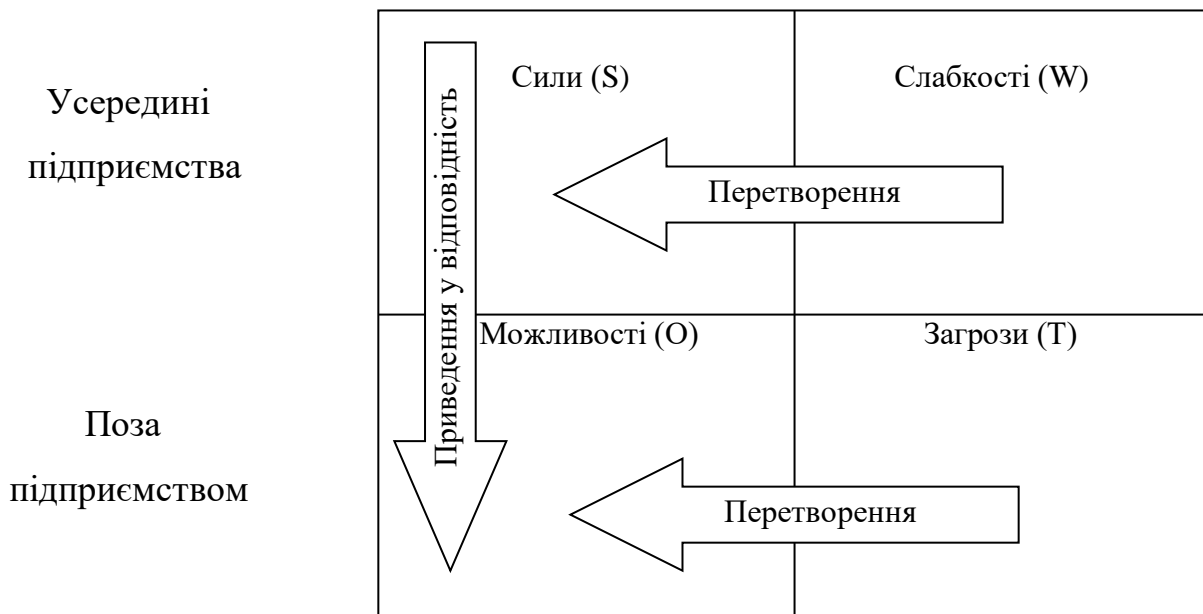 Сили (S)
Слабкості (W)
Усередині
підприємства
Приведення у відповідність
Перетворення
Можливості (O)
Загрози (T)
Поза
підприємством
Перетворення